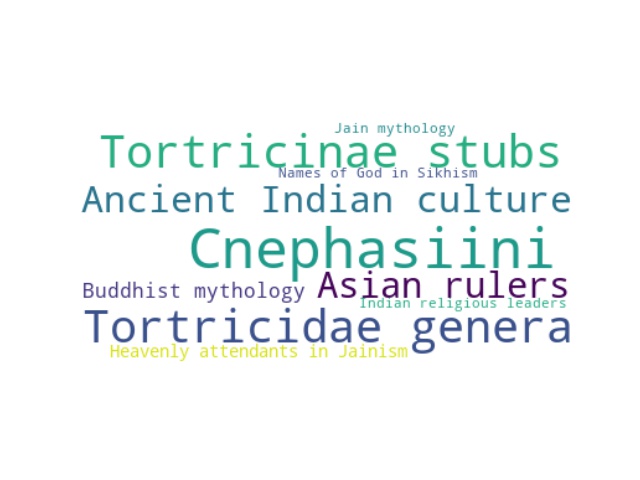 Jain mythology
Tortricinae stubs
Names of God in Sikhism
Ancient Indian culture
Cnephasiini
Asian rulers
Buddhist mythology
Indian religious leaders
Tortricidae genera
Heavenly attendants in Jainism